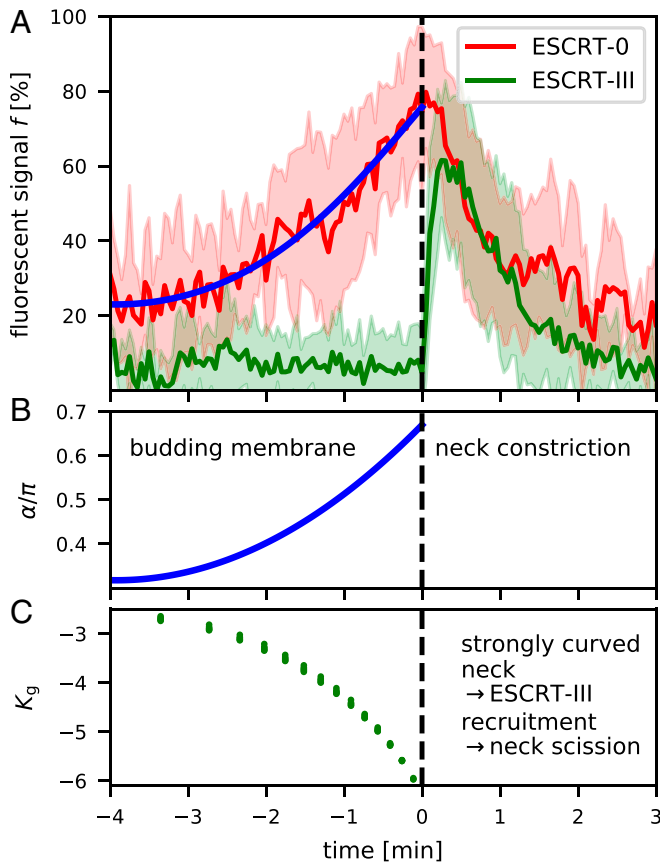 A
ESCRT-0
ESCRT-III
fluorescent signal f [%]
100
80
60
40
20
B
budding membrane
neck constriction
α/π
0.7
0.6
0.5
0.4
C
strongly curved
neck
→ESCRT-III
recruitment
→neck scission
Kg
−3
−4
−5
−6
−4
−3
−2
−1
0
1
2
3
time [min]